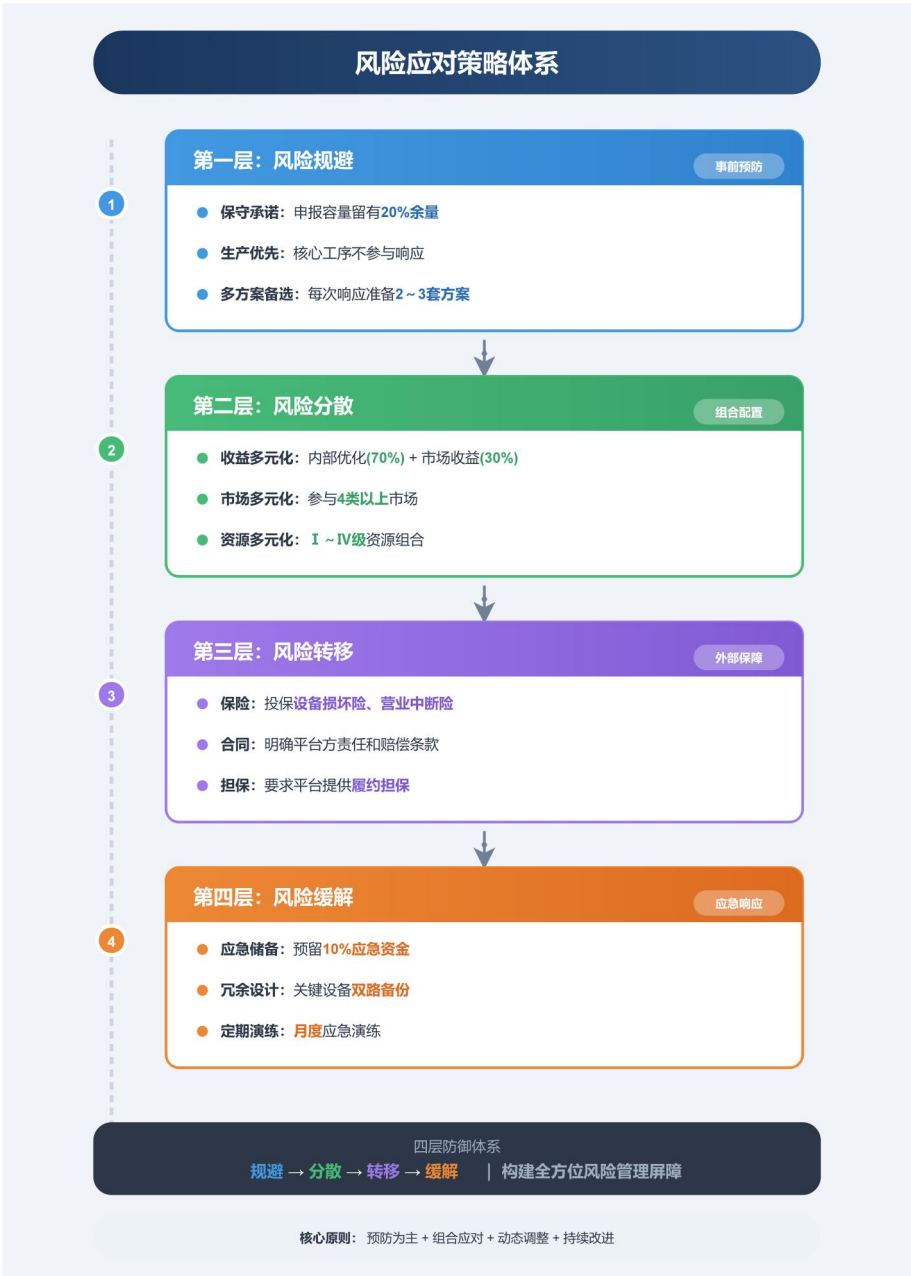 风险应对策略体系
第一层：风险规避
事前预防
1
保守承诺：申报容量留有20%余量
生产优先：核心工序不参与响应
多方案备选：每次响应准备2～3套方案
第二层：风险分散
组合配置
2
收益多元化：内部优化(70%) + 市场收益(30%)
市场多元化：参与4类以上市场
资源多元化：Ⅰ～Ⅳ级资源组合
第三层：风险转移
外部保障
3
保险：投保设备损坏险、营业中断险
合同：明确平台方责任和赔偿条款
担保：要求平台提供履约担保
第四层：风险缓解
应急响应
4
应急储备：预留10%应急资金
冗余设计：关键设备双路备份
定期演练：月度应急演练
四层防御体系
规避 → 分散 → 转移 → 缓解 | 构建全方位风险管理屏障
核心原则： 预防为主 + 组合应对 + 动态调整 + 持续改进